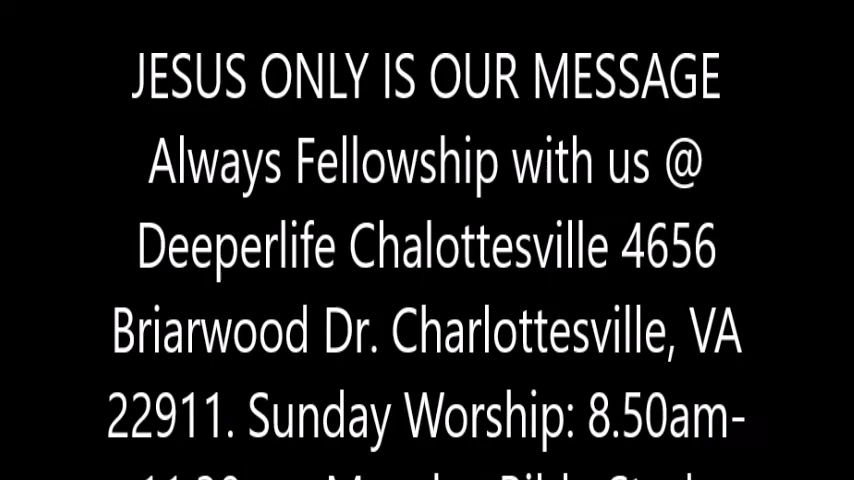 JESUS ONLY IS OUR MESSAGE
Always Fellowship with us @
Deeperlife Chalottesville 4656
Briarwood Dr. Charlottesville, VA
22911. Sunday Worship: 8.50am-